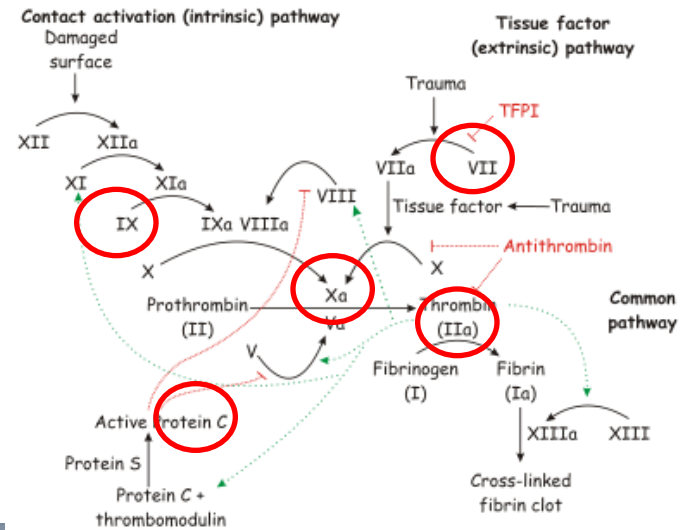 Contact activation (intrinsic) pathway
Damaged
surface
Tissue factor
(extrinsic) pathway
Trauma
TFPI
XII
XIIa
VIIa
VII
XI
XIa
VIII
IX
IXa VIIIa
Tissue factor
Trauma
Antithrombin
X
X
Xa
Prothrombin
(II)
Thrombin
(IIa)
Common
pathway
Va
V
Fibrinogen
(I)
Fibrin
(Ia)
Active Protein C
XIIIa
XIII
Protein S
Protein C +
thrombomodulin
Cross-linked
fibrin clot